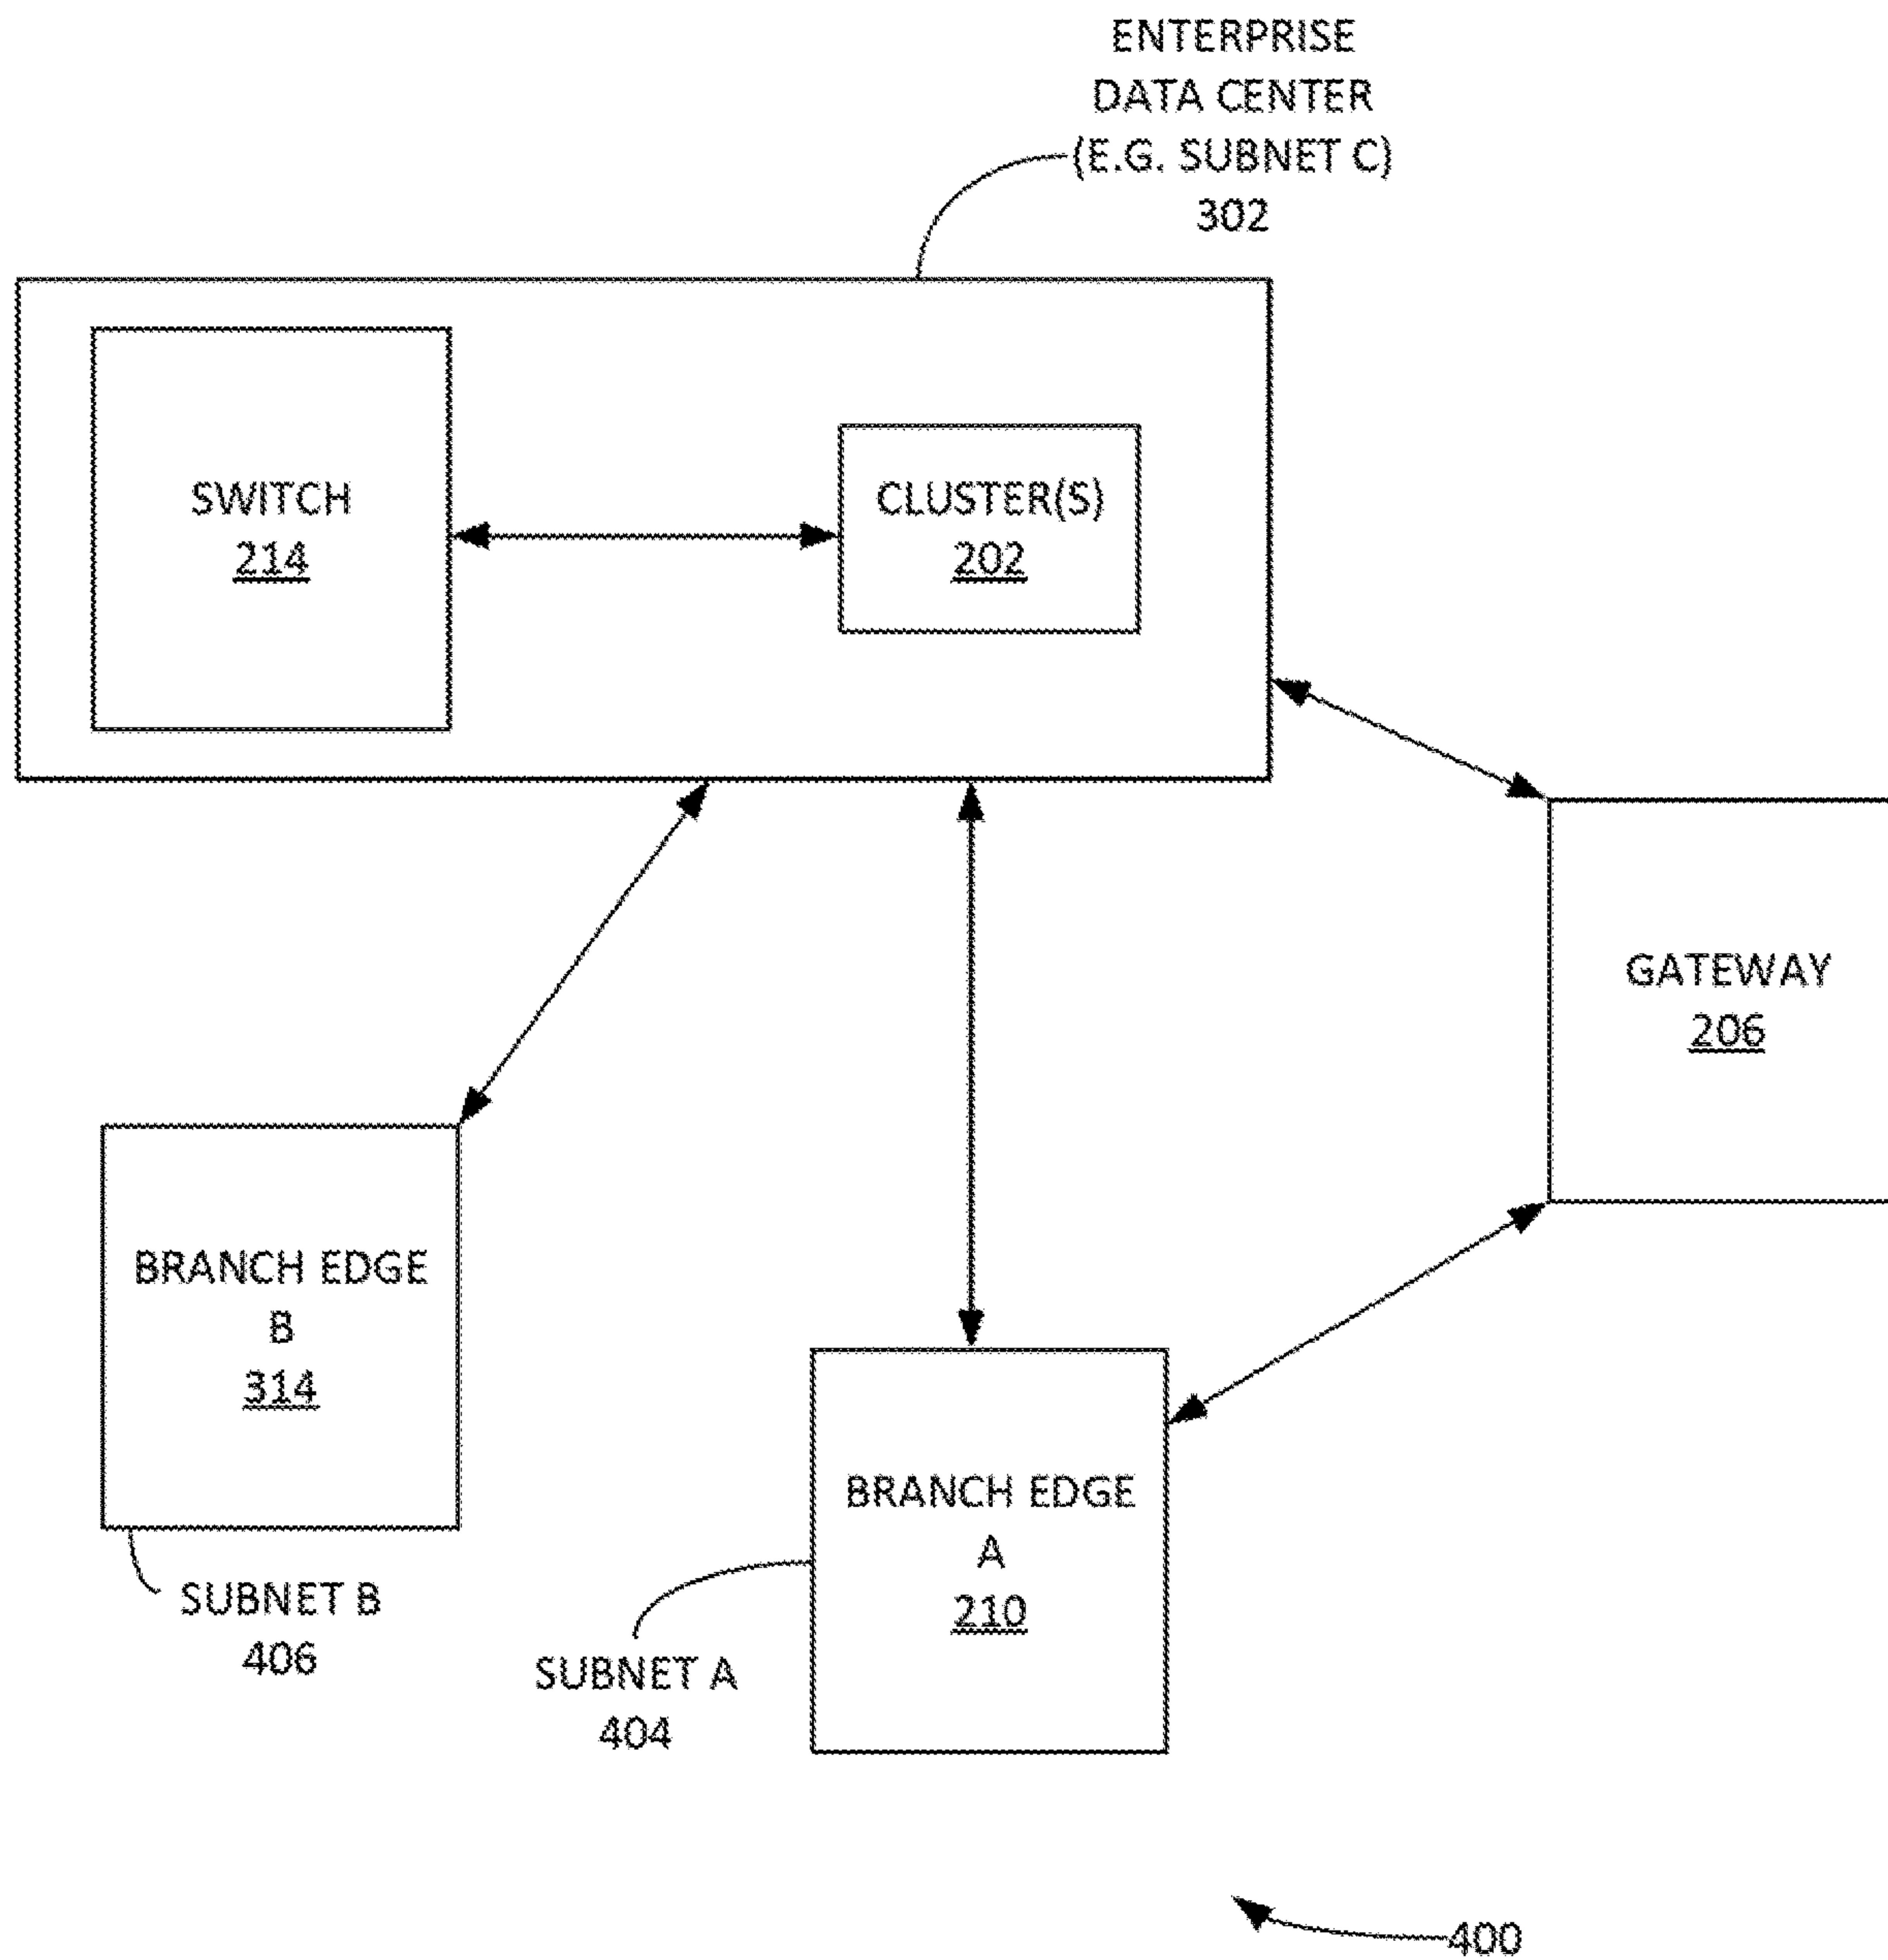 ENTERPRISE
DATA CENTER
(E.G. SUBNET C)
302
SWITCH
214
CLUSTER(S)
202
GATEWAY
206
BRANCH EDGE
B
314
SUBNET B
406
BRANCH EDGE
A
210
SUBNET A
404
400